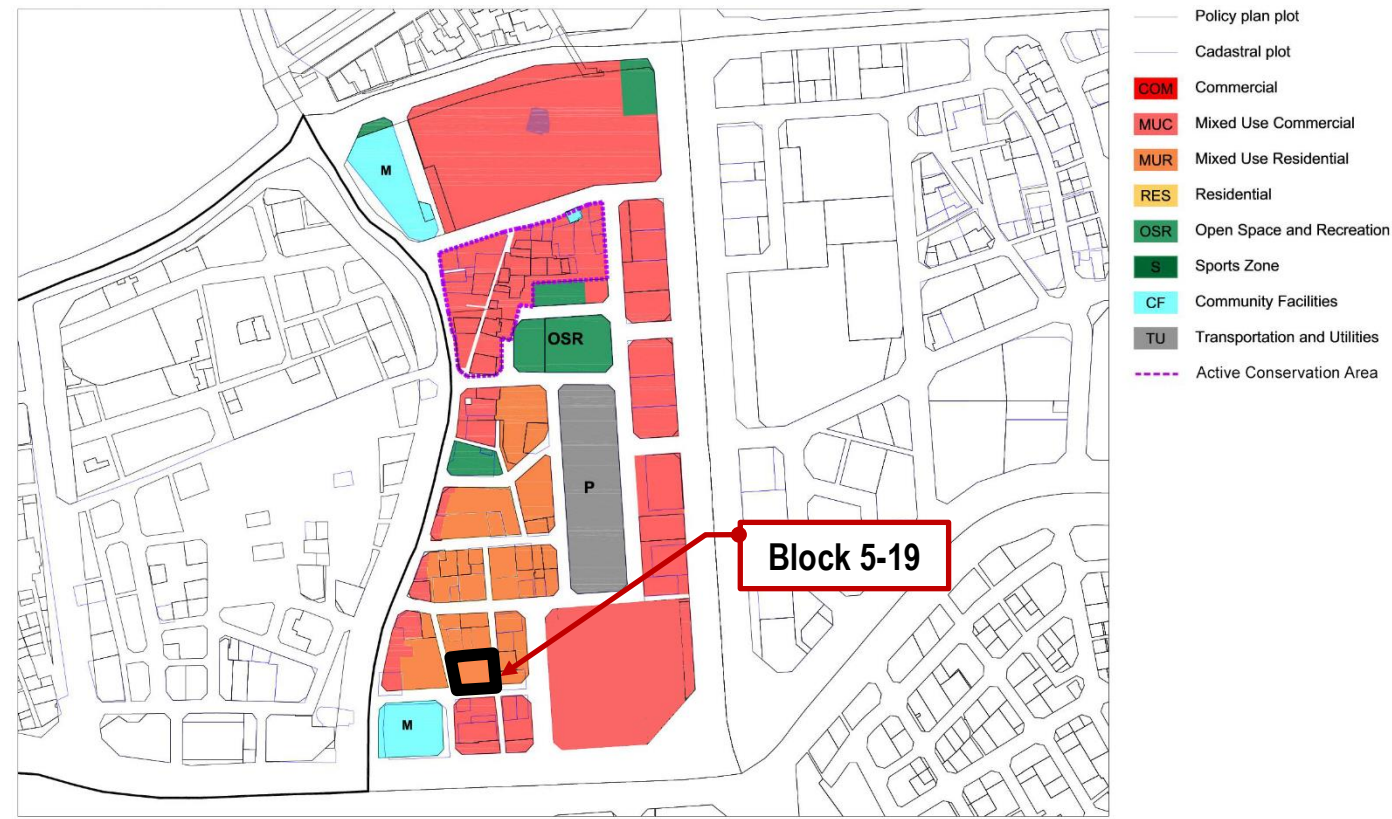 Policy plan plot
Cadastral plot
COM Commercial
MUC Mixed Use Commercial
MUR Mixed Use Residential
RES Residential
OSR Open Space and Recreation
S Sports Zone
CF Community Facilities
TU Transportation and Utilities
Active Conservation Area
M
OSR
P
Block 5-19
M